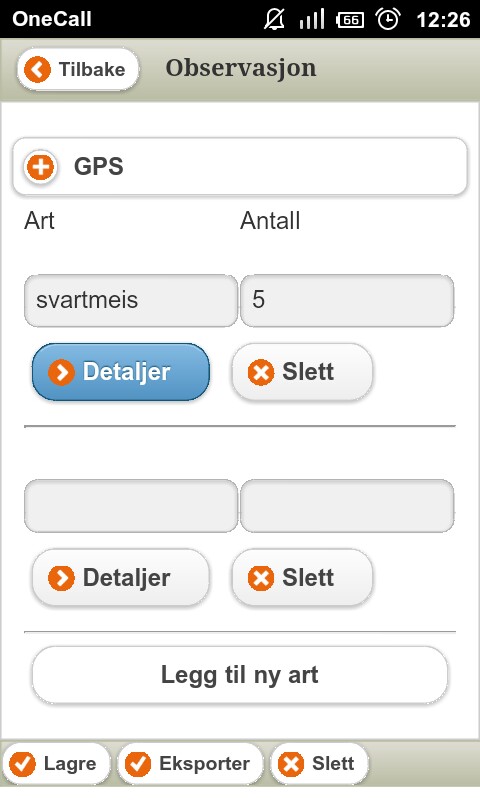 OneCall 66 12:26
Tilbake Observasjon
GPS
Art Antall
svartmeis 5
Detaljer Slett
Detaljer Slett
Legg til ny art
Lagre Eksporter Slett